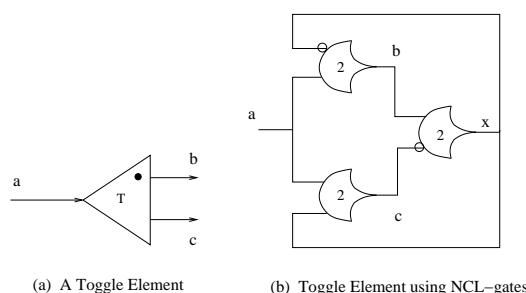 a
T
b
c
(a) A Toggle Element
a
2
b
2
c
2
x
(b) Toggle Element using NCL-gates